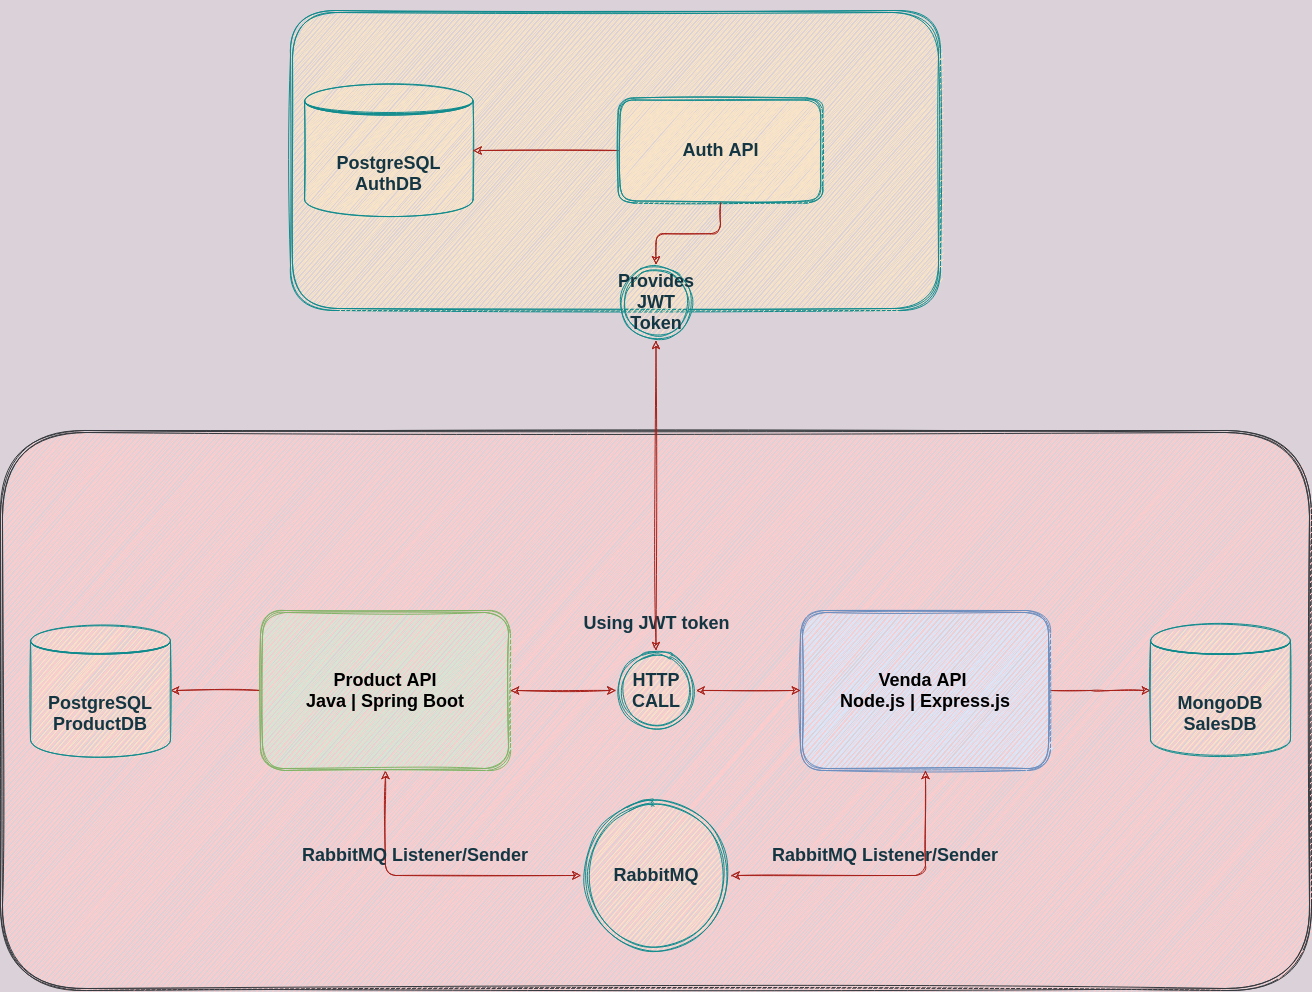 PostgreSQL
AuthDB
Auth API
Provides
JWT
Token
Using JWT token
PostgreSQL
ProductDB
Product API
Java | Spring Boot
HTTP
CALL
Venda API
Node.js | Express.js
MongoDB
SalesDB
RabbitMQ Listener/Sender
RabbitMQ
RabbitMQ Listener/Sender